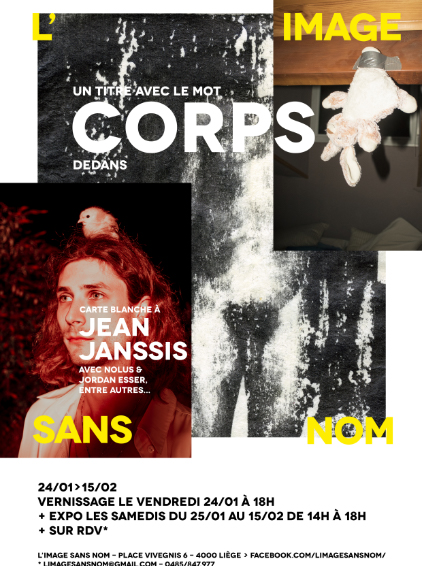 L' IMAGE
UN TITRE AVEC LE MOT
CORPS
DEDANS
CARTE BLANCHE À
JEAN
JANSSIS
AVEC NOLUS &
JORDAN ESSER,
ENTRE AUTRES...
SANS NOM
24/01 > 15/02
VERNISSAGE LE VENDREDI 24/01 À 18H
+ EXPO LES SAMEDIS DU 25/01 AU 15/02 DE 14H À 18H
+ SUR RDV*
L'IMAGE SANS NOM – PLACE VIVEGNIS 6 – 4000 LIÈGE > FACEBOOK.COM/LIMAGESANSNOM/
* LIMAGESANSNOM@GMAIL.COM – 0485/847977